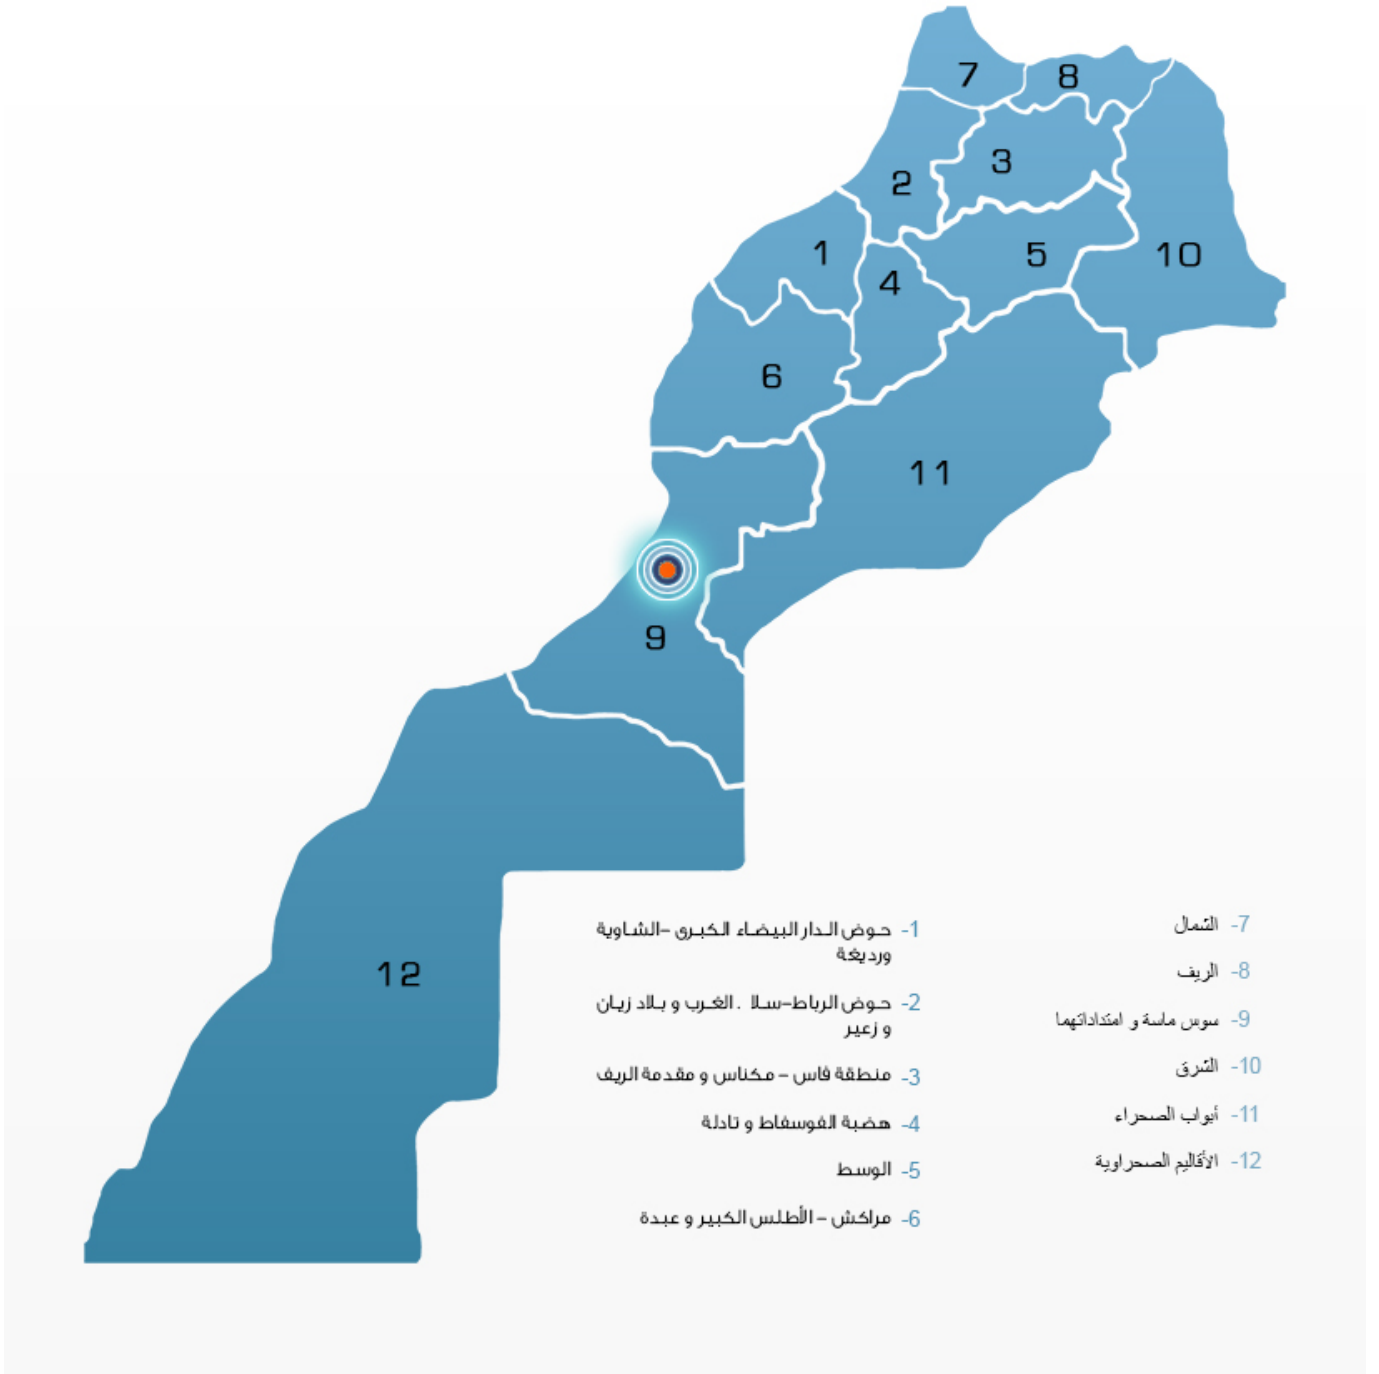 7
8
3
2
1
5
10
4
6
11
9
12
1- حوض الدار البيضاء الكبرى –الشاوية
ورديغة
2- حوض الرباط–سلا . الغرب و بلاد زيان
و زعير
3- منطقة فاس – مكناس و مقدمة الريف
4- هضبة الفوسفاط و تادلة
5- الوسط
6- مراكش – الأطلس الكبير و عبدة
7- الشمال
8- الريف
9- سوس ماسة و امتداداتهما
10- الشرق
11- أبواب الصحراء
12- الأقاليم الصحراوية